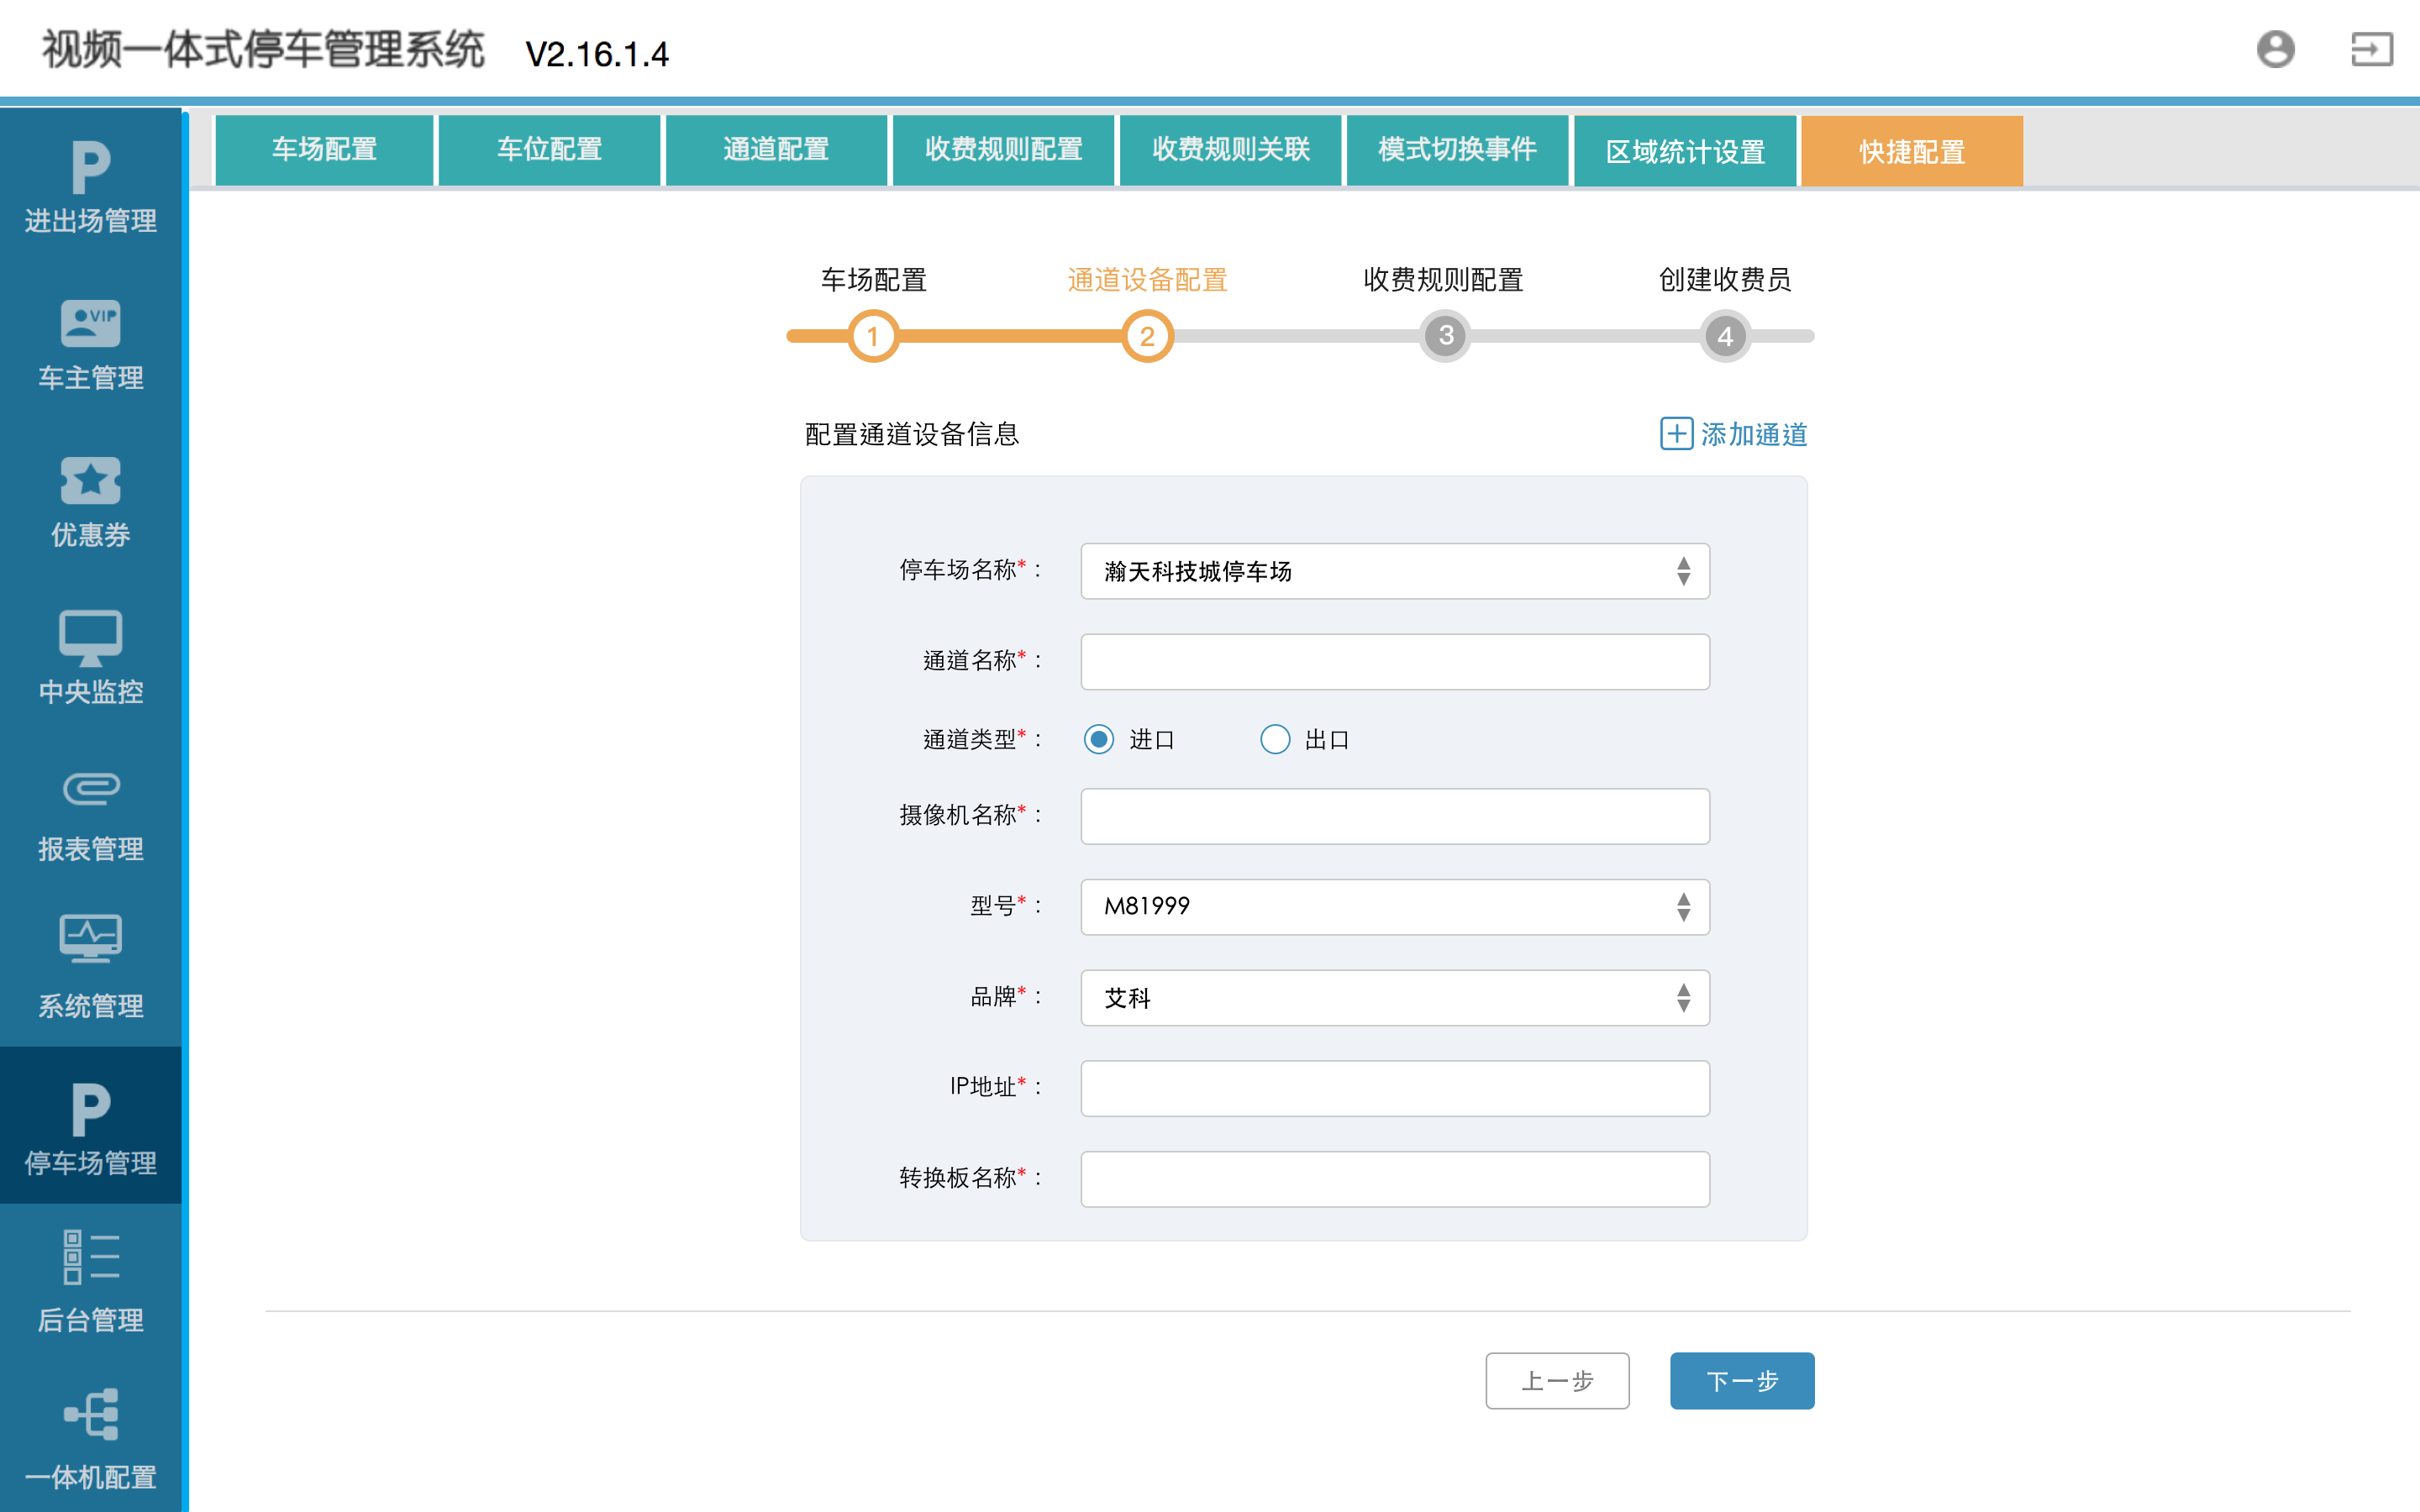 视频一体式停车管理系统 V2.16.1.4
车场配置 车位配置 通道配置 收费规则配置 收费规则关联 模式切换事件 区域统计设置 快捷配置
进出场管理
VIP
车主管理
优惠券
中央监控
报表管理
系统管理
停车场管理
后台管理
一体机配置
车场配置 通道设备配置 收费规则配置 创建收费员
1 2 3 4
配置通道设备信息 添加通道
停车场名称*： 瀚天科技城停车场
通道名称*：
通道类型*： 进口 出口
摄像机名称*：
型号*： M81999
品牌*： 艾科
IP地址*：
转换板名称*：
上一步 下一步